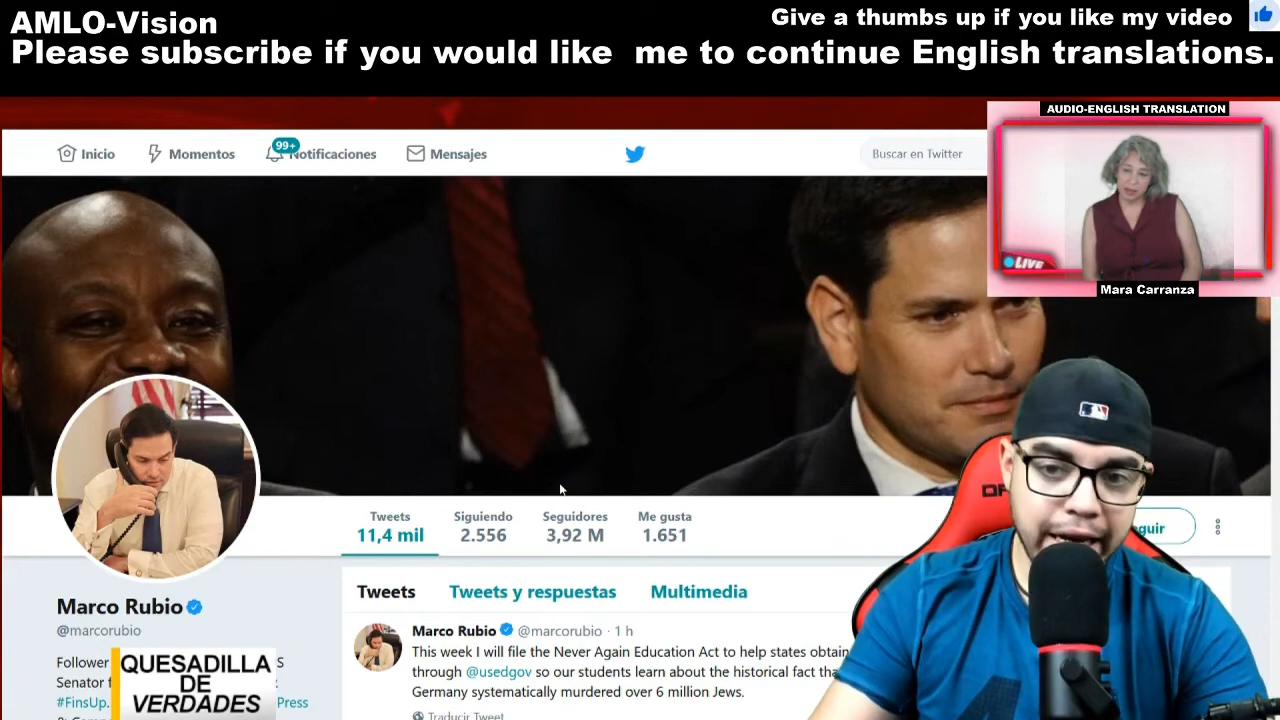 AMLO-Vision
Give a thumbs up if you like my video
Please subscribe if you would like me to continue English translations.
AUDIO-ENGLISH TRANSLATION
LIVE
Mara Carranza
Inicio
Momentos
99+
Notificaciones
Mensajes
Buscar en Twitter
Tweets
11,4 mil
Siguiendo
2.556
Seguidores
3,92 M
Me gusta
1.651
Tweets
Tweets y respuestas
Multimedia
Marco Rubio
@marcorubio
Follower
#FinsUp.
Press
QUESADILLA
DE
VERDADES
Marco Rubio @marcorubio · 1 h
This week I will file the Never Again Education Act to help states obtain
through @usedgov so our students learn about the historical fact
Germany systematically murdered over 6 million Jews.
Traducir Tweet